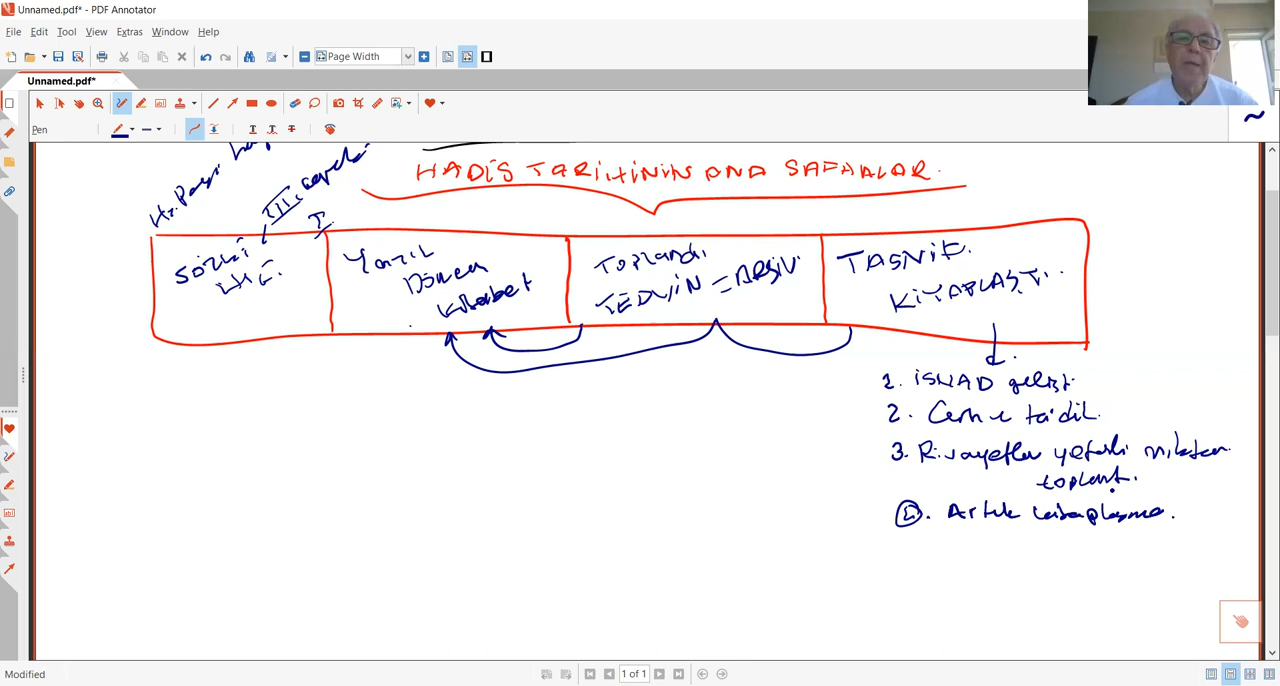 Unnamed.pdf* - PDF Annotator
File Edit Tool View Extras Window Help
Page Width
Unnamed.pdf*
Pen
HADİS TARİHİNİN ANA SAFHALAR
Sözlü
Yazılı
Dönem
Kitabet
Toplandı
TEDVİN = ARŞİV
TASNİF
KİTAPLAŞTI..
1. İSNAD gelişti
2. Cerh ve ta'dil
3. Rivayetler yeterli miktar
toplant.
4. Artık kitaplaşma.
Modified
1 of 1